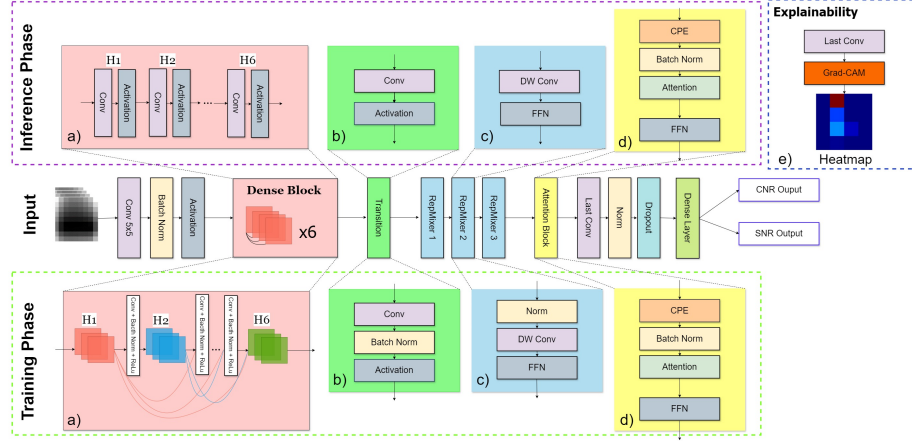 Inference Phase
H1
H2
H6
Conv
Activation
Conv
Activation
...
Conv
Activation
a)
Conv
Activation
b)
DW Conv
FFN
c)
CPE
Batch Norm
Attention
FFN
d)
Explainability
Last Conv
Grad-CAM
e)
Heatmap
Input
Conv 5x5
Batch Norm
Activation
Dense Block
x6
Transition
RepMixer 1
RepMixer 2
RepMixer 3
Attention Block
Last Conv
Norm
Dropout
Dense Layer
CNR Ouput
SNR Output
Training Phase
H1
Conv + Bacth Norm + ReLu
H2
Conv + Bacth Norm + ReLu
...
Conv + Bacth Norm + ReLu
H6
a)
Conv
Batch Norm
Activation
b)
Norm
DW Conv
FFN
c)
CPE
Batch Norm
Attention
FFN
d)